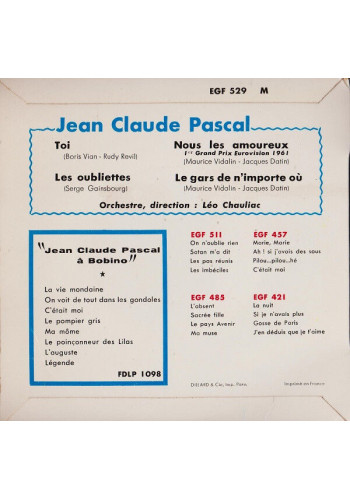 EGF 529 M
Jean Claude Pascal
Toi
(Boris Vian - Rudy Revil)
Nous les amoureux
1er Grand Prix Eurovision 1961
(Maurice Vidalin - Jacques Datin)
Les oubliettes
(Serge Gainsbourg)
Le gars de n'importe où
(Maurice Vidalin - Jacques Datin)
Orchestre, direction : Léo Chauliac
"Jean Claude Pascal
à Bobino"
La vie mondaine
On voit de tout dans les gondoles
C'était moi
Le pompier gris
Ma môme
Le poinçonneur des Lilas
L'auguste
Légende
FDLP 1098
EGF 511
On n'oublie rien
Satan m'a dit
Les pas réunis
Les imbéciles
EGF 457
Marie, Marie
Ah ! si j'avais des sous
Pilou...pilou...hé
C'était moi
EGF 485
L'absent
Sacrée fille
Le pays Avenir
Ma muse
EGF 421
La nuit
Si je n'avais plus
Gosse de Paris
J'en déduis que je t'aime
DILLARD & Cie, Imp. Paris
Imprimé en France